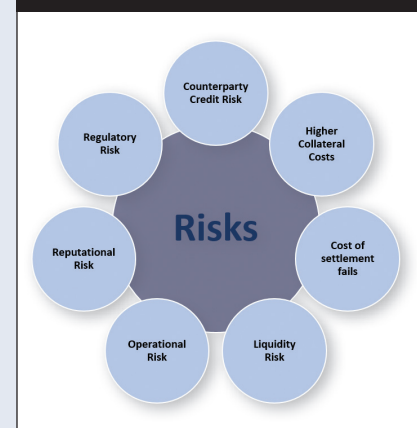 Counterparty
Credit Risk
Higher
Collateral
Costs
Cost of
settlement
fails
Liquidity
Risk
Operational
Risk
Reputational
Risk
Regulatory
Risk
Risks